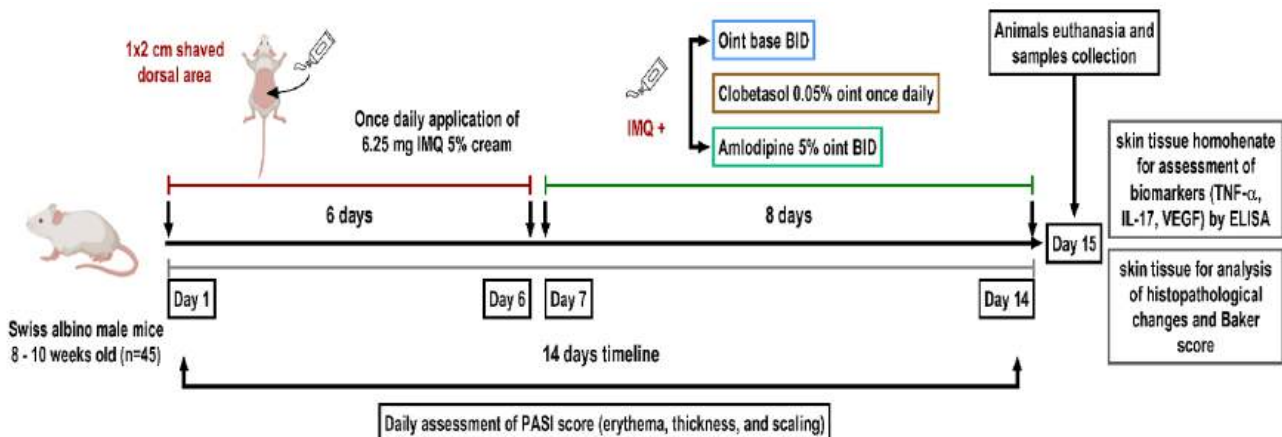 1x2 cm shaved
dorsal area
Once daily application of
6.25 mg IMQ 5% cream
IMQ +
Oint base BID
Clobetasol 0.05% oint once daily
Amlodipine 5% oint BID
Animals euthanasia and
samples collection
6 days
8 days
Day 1
Day 6
Day 7
Day 14
Day 15
skin tissue homohenate
for assessment of
biomarkers (TNF-α,
IL-17, VEGF) by ELISA
skin tissue for analysis
of histopathological
changes and Baker
score
Swiss albino male mice
8 - 10 weeks old (n=45)
14 days timeline
Daily assessment of PASI score (erythema, thickness, and scaling)